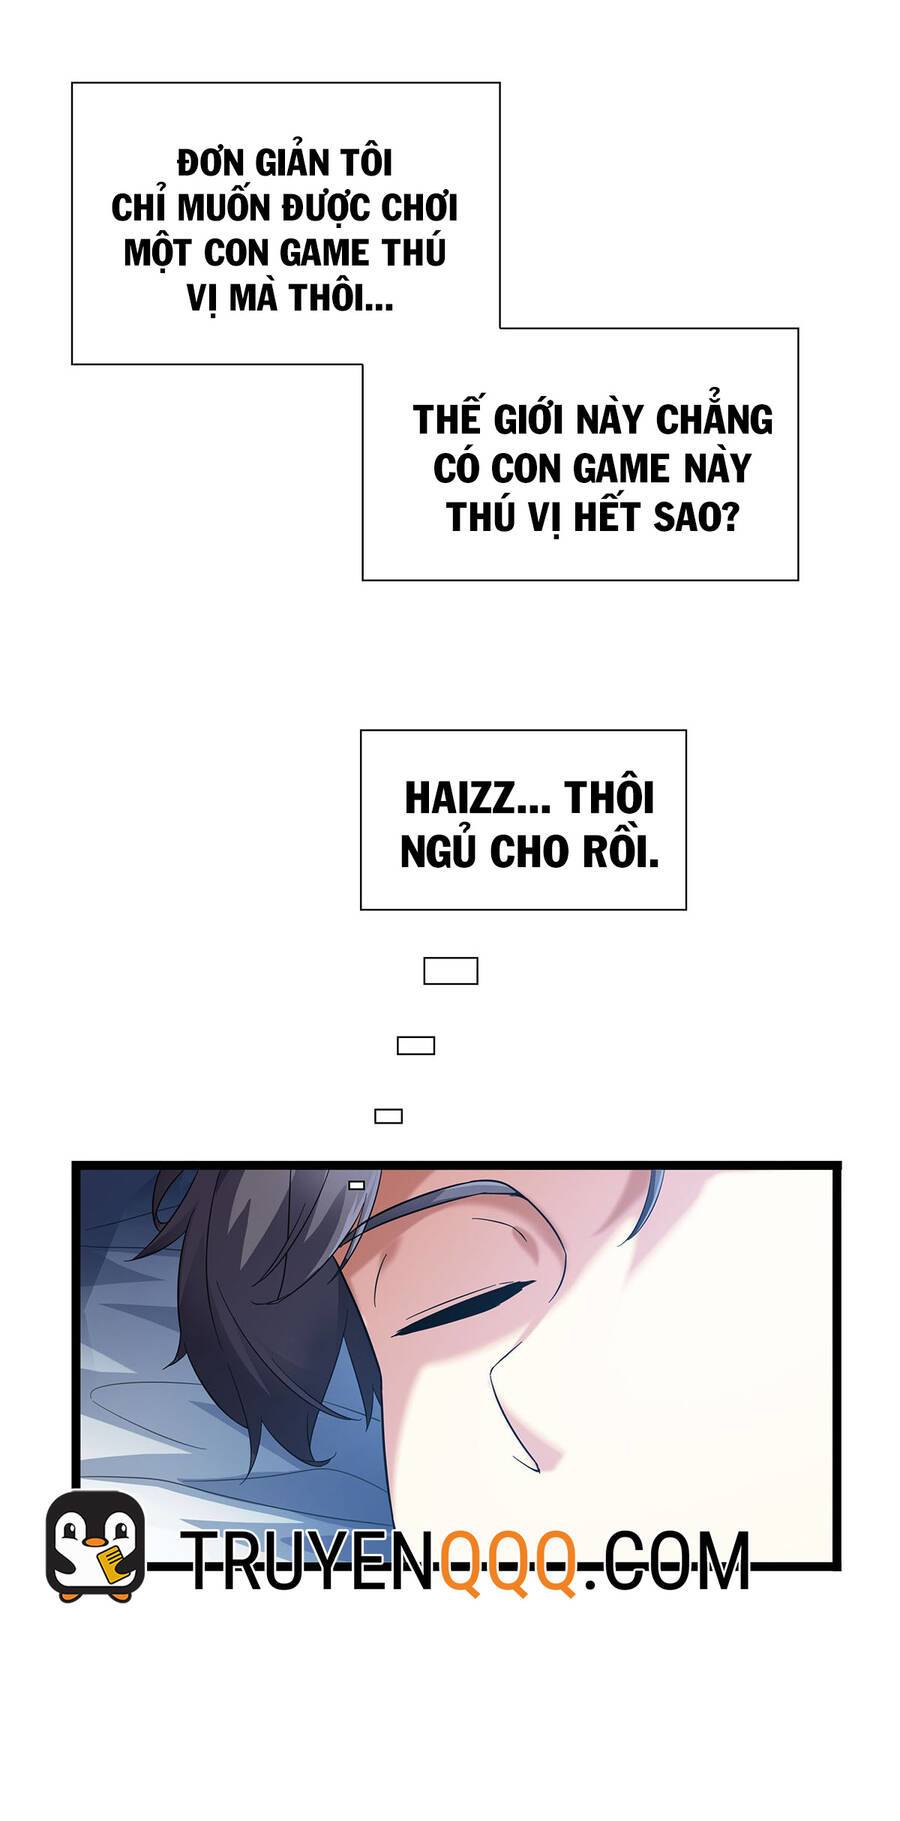 ĐƠN GIẢN TÔI
CHỈ MUỐN ĐƯỢC CHƠI
MỘT CON GAME THÚ
VỊ MÀ THÔI...
THẾ GIỚI NÀY CHẲNG
CÓ CON GAME NÀY
THÚ VỊ HẾT SAO?
HAIZZ... THÔI
NGỦ CHO RỒI.
TRUYENQQQ.COM